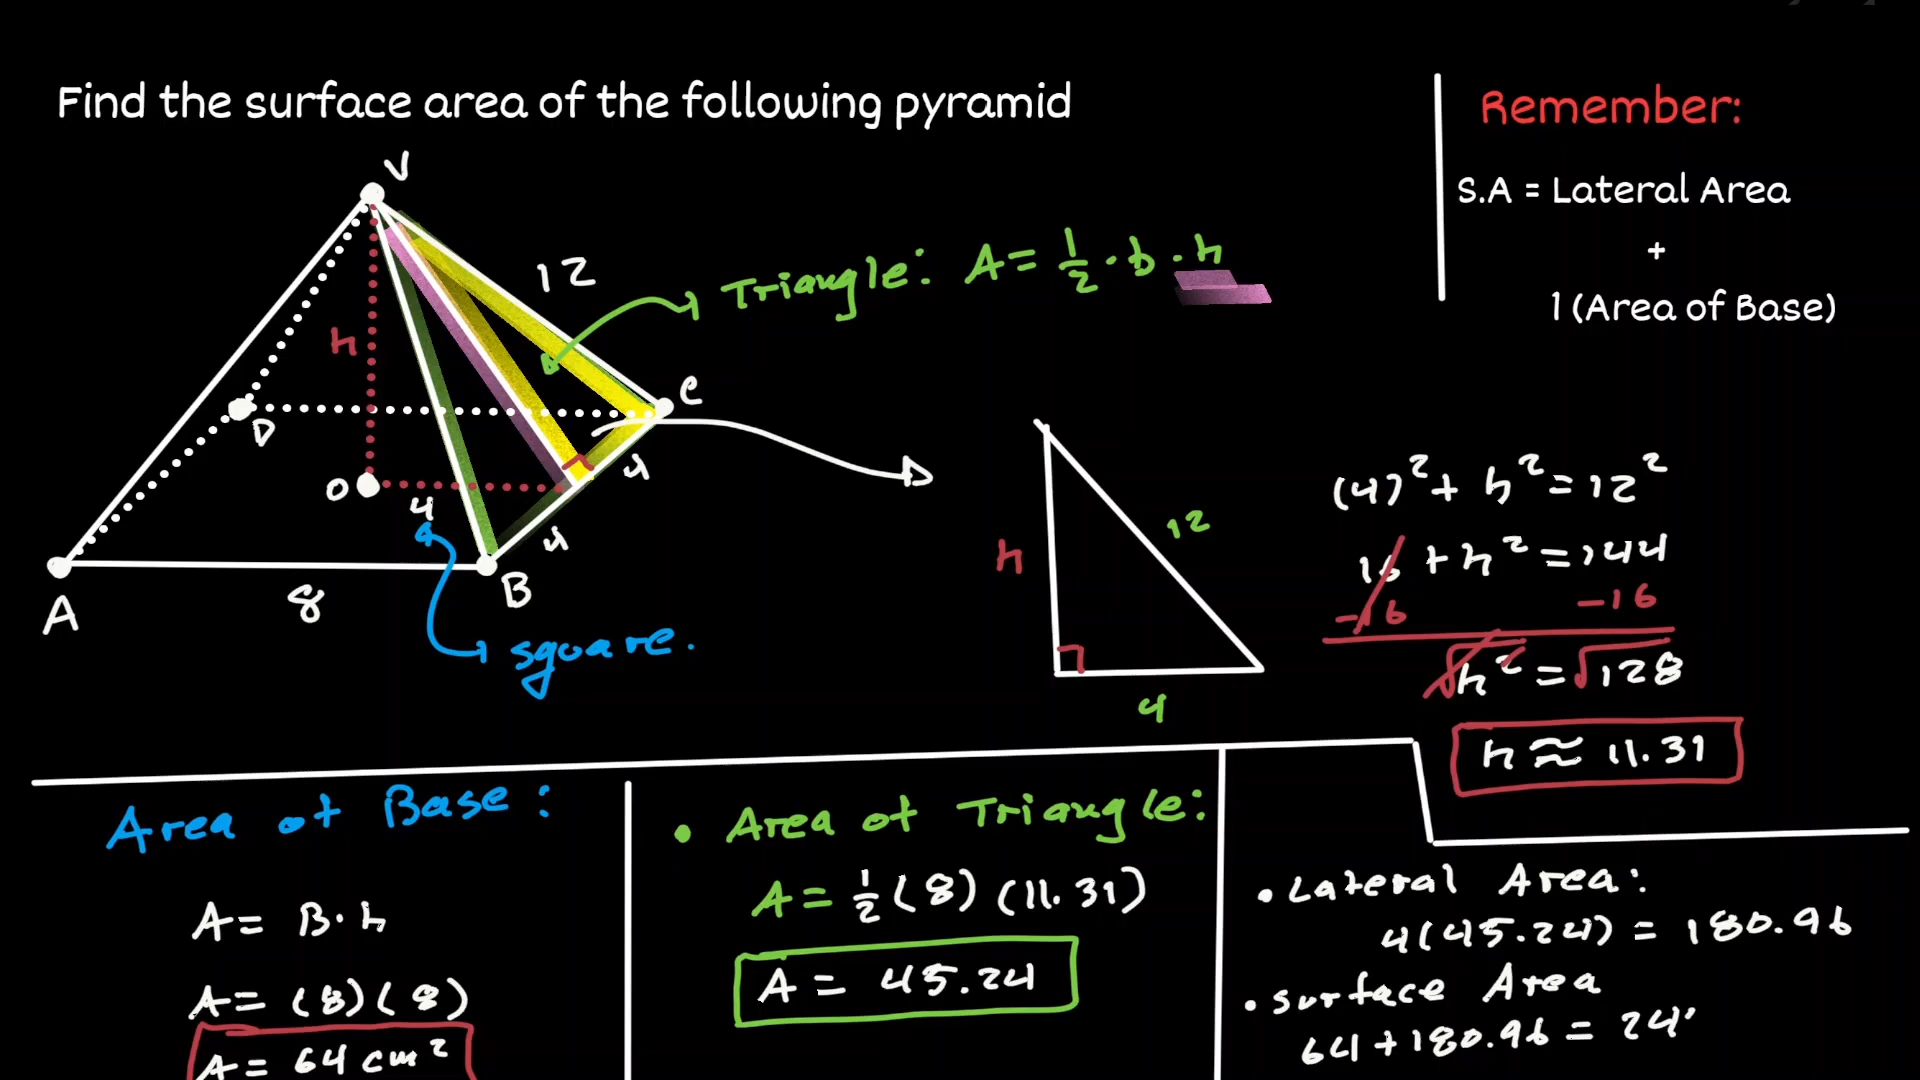 Find the surface area of the following pyramid
Remember:
S.A = Lateral Area
+
1 (Area of Base)
V
12
Triangle: A = 1/2 · b · h
h
C
D
4
O
4
4
A
8
B
square.
h
12
4
(4)² + h² = 12²
16 + h² = 144
-16 -16
√h² = √128
h ≈ 11.31
Area of Base:
A = B·h
A = (8)(8)
A = 64 cm²
• Area of Triangle:
A = 1/2 (8) (11.31)
A = 45.24
• Lateral Area:
4(45.24) = 180.96
• Surface Area
64 + 180.96 = 24